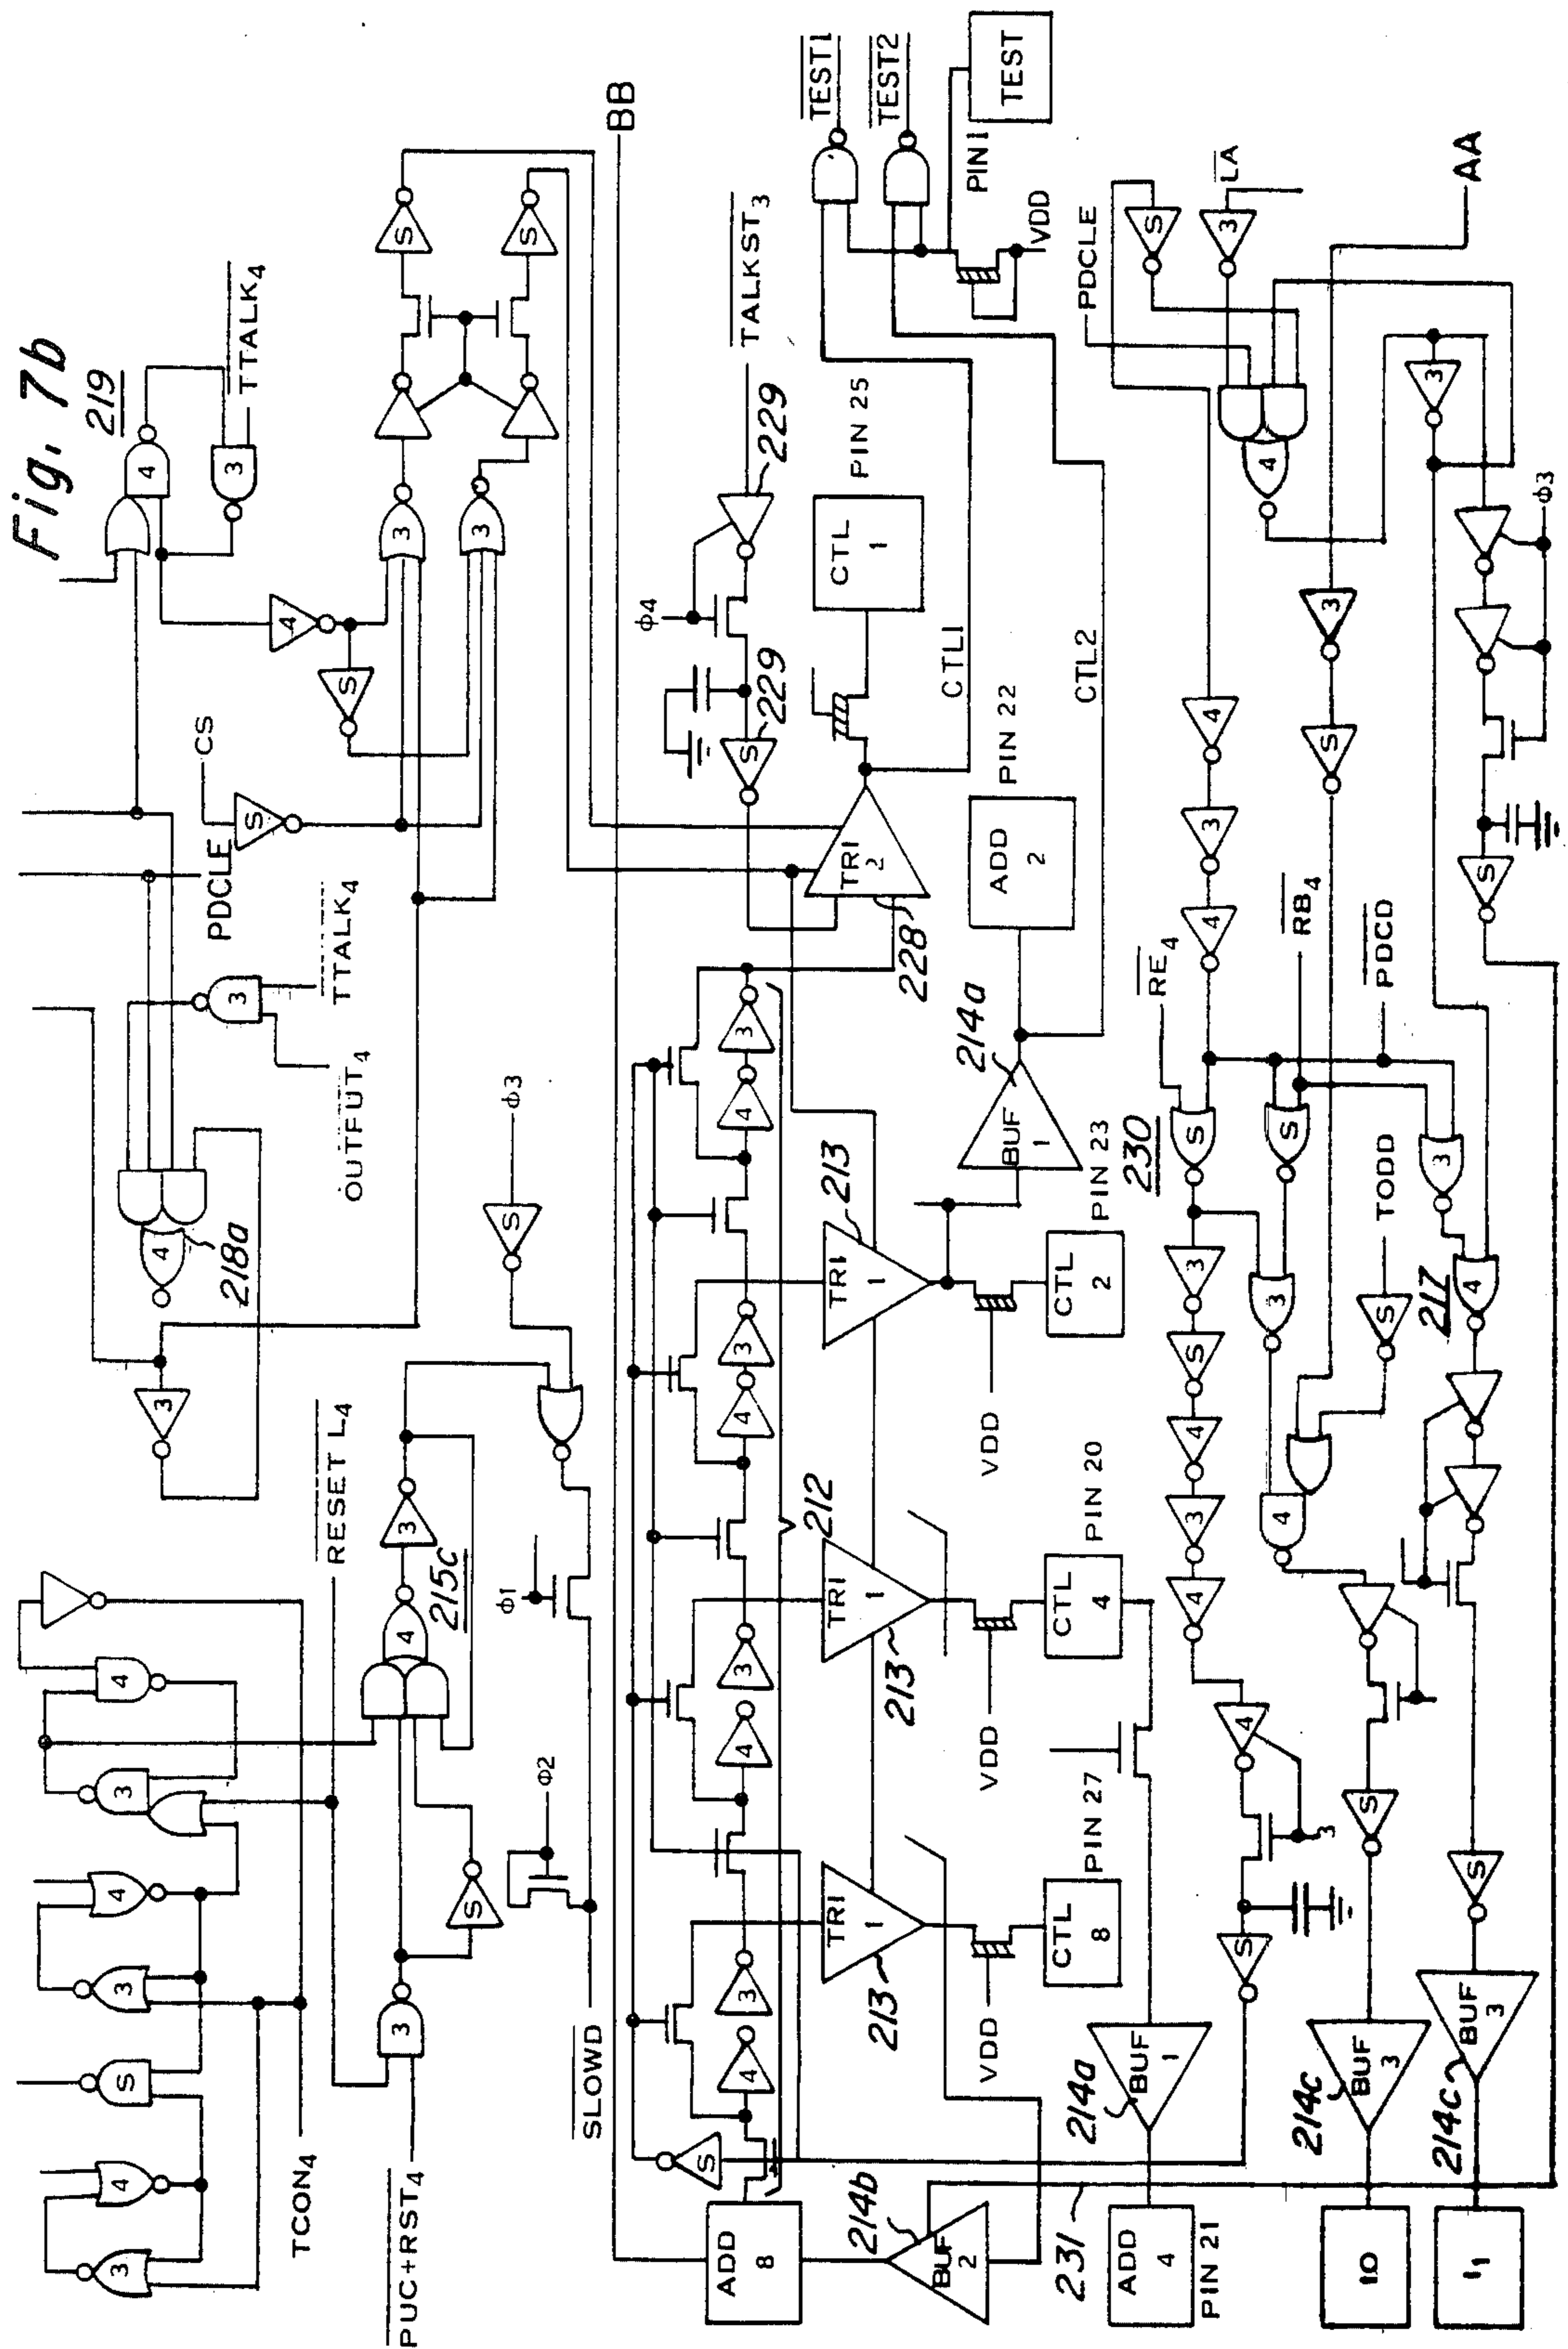 Fig. 7b
219
TTALK4
4
3
BB
TEST1
TEST2
TEST
PIN 1
VDD
TALKST3
229
PIN 25
CTL 1
Φ4
229
S
CTL1
CTL2
PIN 22
ADD 2
TRI 2
228
214a
BUF 1
PDCLE
LA
AA
CS
PDCLE
TTALK4
OUTPUT4
218a
Φ3
RESET L4
215C
Φ1
Φ2
SLOWD
TCON4
PUC+RST4
212
TRI 1
213
TRI 1
213
TRI 1
213
PIN 23
CTL 2
VDD
PIN 20
CTL 4
VDD
PIN 27
CTL 8
VDD
230
RE4
RB4
PDCD
TODD
217
Φ3
3
ADD 8
214b
BUF 2
231
ADD 4
PIN 21
214a
BUF 1
214c
BUF 3
214c
BUF 3
I0
I1